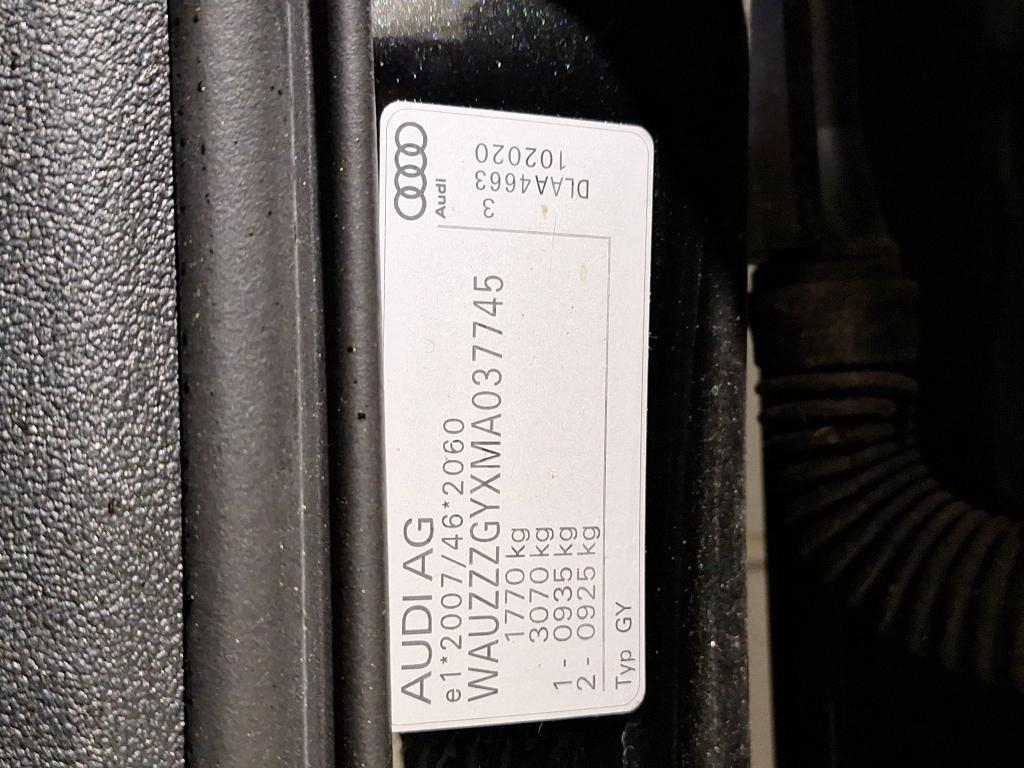 AUDI AG
e1*2007/46*2060
WAUZZZGYXMA037745
1770 kg
3070 kg
1 - 0935 kg
2 - 0925 kg
Typ GY
Audi
3
DLAA4663
102020